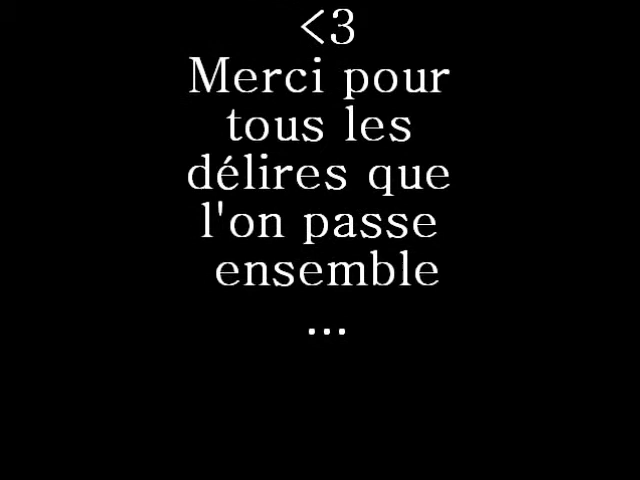 <3
Merci pour
tous les
délires que
l'on passe
ensemble
...